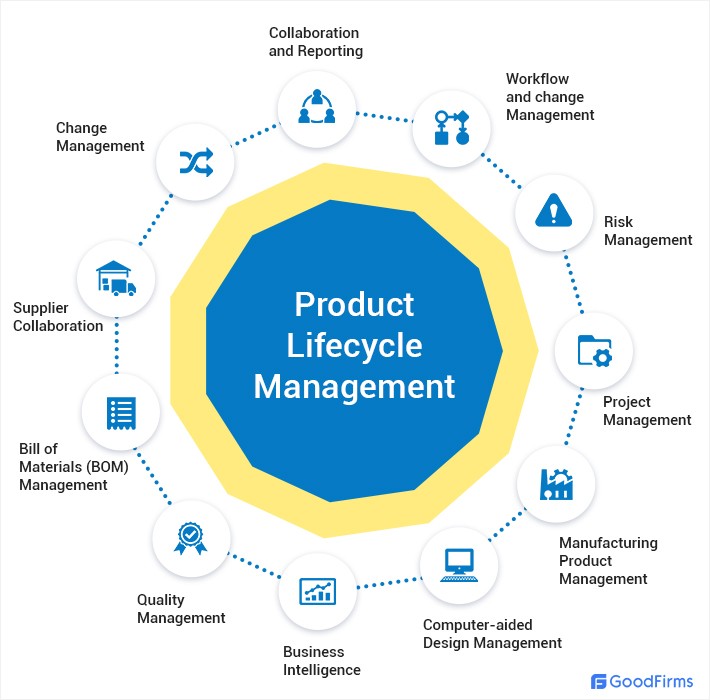 Collaboration
and Reporting
Workflow
and change
Management
Risk
Management
Project
Management
Manufacturing
Product
Management
Computer-aided
Design Management
Business
Intelligence
Quality
Management
Bill of
Materials (BOM)
Management
Supplier
Collaboration
Change
Management
Product
Lifecycle
Management
GoodFirms